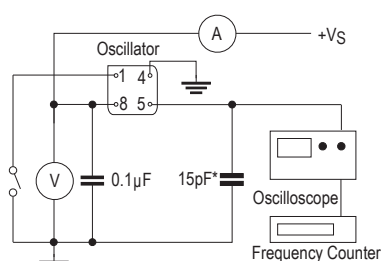 A
+VS
Oscillator
1 4
8 5
V
0.1µF
15pF*
Oscilloscope
Frequency Counter